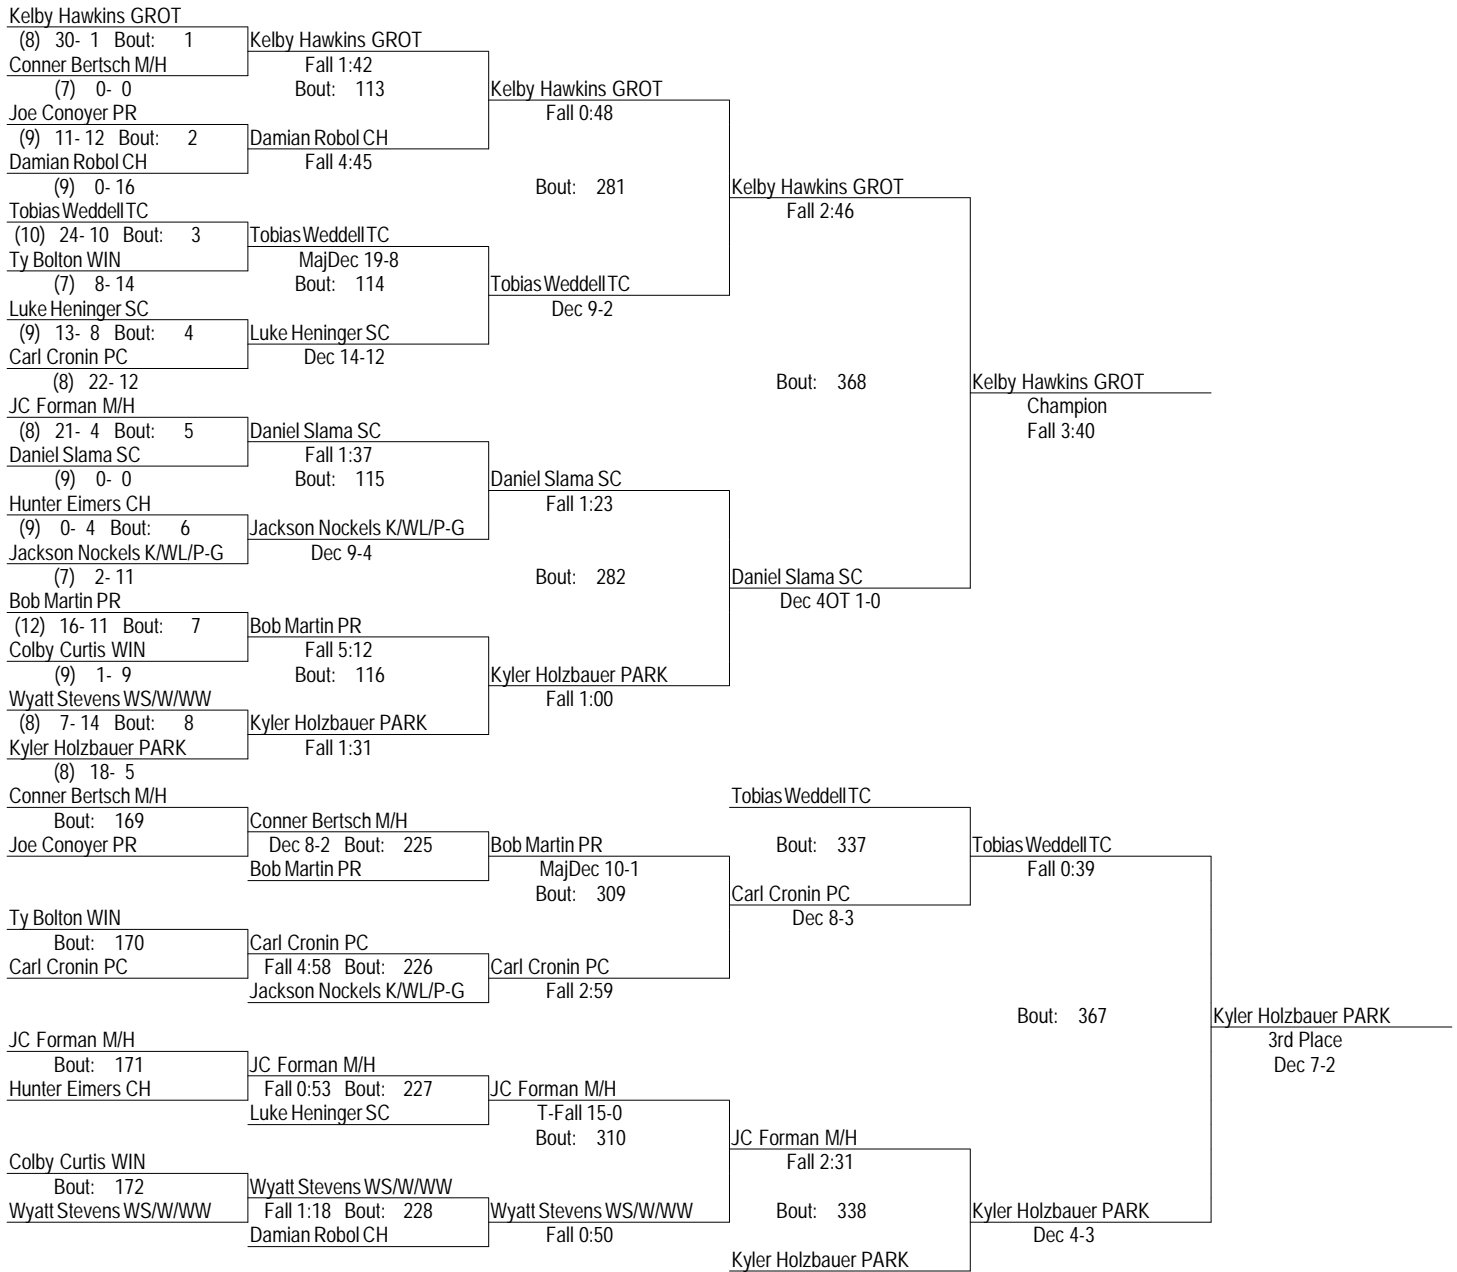 Kelby Hawkins GROT
(8) 30- 1 Bout: 1 Kelby Hawkins GROT
Conner Bertsch M/H Fall 1:42
(7) 0- 0 Bout: 113 Kelby Hawkins GROT
Joe Conoyer PR Fall 0:48
(9) 11- 12 Bout: 2 Damian Robol CH
Damian Robol CH Fall 4:45
(9) 0- 16 Bout: 281 Kelby Hawkins GROT
Tobias Weddell TC Fall 2:46
(10) 24- 10 Bout: 3 Tobias Weddell TC
Ty Bolton WIN MajDec 19-8
(7) 8- 14 Bout: 114 Tobias Weddell TC
Luke Heninger SC Dec 9-2
(9) 13- 8 Bout: 4 Luke Heninger SC
Carl Cronin PC Dec 14-12
(8) 22- 12 Bout: 368 Kelby Hawkins GROT
JC Forman M/H Champion
(8) 21- 4 Bout: 5 Daniel Slama SC Fall 3:40
Daniel Slama SC Fall 1:37
(9) 0- 0 Bout: 115 Daniel Slama SC
Hunter Eimers CH Fall 1:23
(9) 0- 4 Bout: 6 Jackson Nockels K/WL/P-G
Jackson Nockels K/WL/P-G Dec 9-4
(7) 2- 11 Bout: 282 Daniel Slama SC
Bob Martin PR Dec 4OT 1-0
(12) 16- 11 Bout: 7 Bob Martin PR
Colby Curtis WIN Fall 5:12
(9) 1- 9 Bout: 116 Kyler Holzbauer PARK
Wyatt Stevens WS/W/WW Fall 1:00
(8) 7- 14 Bout: 8 Kyler Holzbauer PARK
Kyler Holzbauer PARK Fall 1:31
(8) 18- 5
Conner Bertsch M/H Tobias Weddell TC
Bout: 169 Conner Bertsch M/H
Joe Conoyer PR Dec 8-2 Bout: 225 Bob Martin PR Bout: 337 Tobias Weddell TC
Bob Martin PR MajDec 10-1 Fall 0:39
Bout: 309 Carl Cronin PC
Ty Bolton WIN Dec 8-3
Bout: 170 Carl Cronin PC
Carl Cronin PC Fall 4:58 Bout: 226 Carl Cronin PC
Jackson Nockels K/WL/P-G Fall 2:59
Bout: 367 Kyler Holzbauer PARK
JC Forman M/H 3rd Place
Bout: 171 JC Forman M/H Dec 7-2
Hunter Eimers CH Fall 0:53 Bout: 227 JC Forman M/H
Luke Heninger SC T-Fall 15-0
Bout: 310 JC Forman M/H
Colby Curtis WIN Fall 2:31
Bout: 172 Wyatt Stevens WS/W/WW
Wyatt Stevens WS/W/WW Fall 1:18 Bout: 228 Wyatt Stevens WS/W/WW Bout: 338 Kyler Holzbauer PARK
Damian Robol CH Fall 0:50 Dec 4-3
Kyler Holzbauer PARK